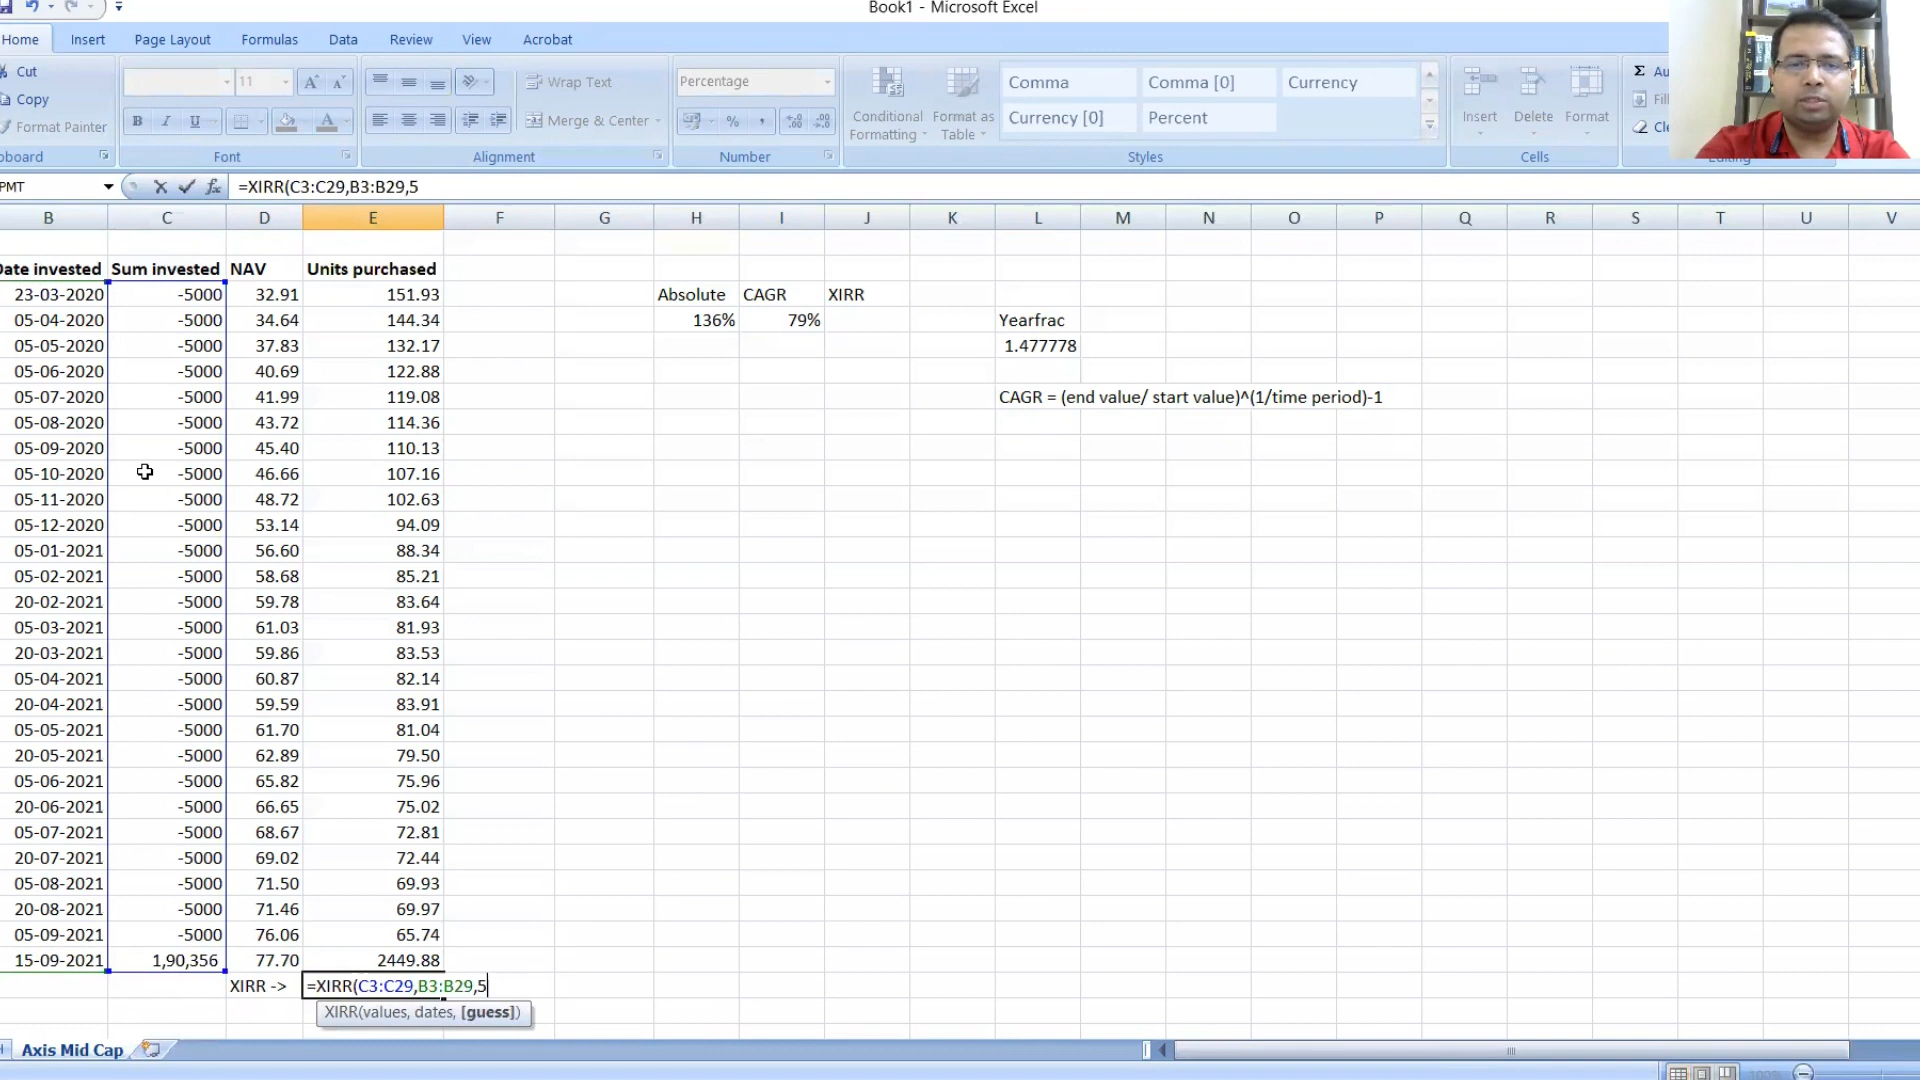 Book1 - Microsoft Excel
Home Insert Page Layout Formulas Data Review View Acrobat
Cut
Copy
Format Painter
11
Wrap Text
Merge & Center
Percentage
Conditional Formatting
Format as Table
Comma Comma [0] Currency
Currency [0] Percent
Insert Delete Format
Font Alignment Number Styles Cells
PMT =XIRR(C3:C29,B3:B29,5
B C D E F G H I J K L M N O P Q R S T U V
Date invested Sum invested NAV Units purchased
23-03-2020 -5000 32.91 151.93 Absolute CAGR XIRR
05-04-2020 -5000 34.64 144.34 136% 79% Yearfrac
05-05-2020 -5000 37.83 132.17 1.477778
05-06-2020 -5000 40.69 122.88
05-07-2020 -5000 41.99 119.08 CAGR = (end value/ start value)^(1/time period)-1
05-08-2020 -5000 43.72 114.36
05-09-2020 -5000 45.40 110.13
05-10-2020 -5000 46.66 107.16
05-11-2020 -5000 48.72 102.63
05-12-2020 -5000 53.14 94.09
05-01-2021 -5000 56.60 88.34
05-02-2021 -5000 58.68 85.21
20-02-2021 -5000 59.78 83.64
05-03-2021 -5000 61.03 81.93
20-03-2021 -5000 59.86 83.53
05-04-2021 -5000 60.87 82.14
20-04-2021 -5000 59.59 83.91
05-05-2021 -5000 61.70 81.04
20-05-2021 -5000 62.89 79.50
05-06-2021 -5000 65.82 75.96
20-06-2021 -5000 66.65 75.02
05-07-2021 -5000 68.67 72.81
20-07-2021 -5000 69.02 72.44
05-08-2021 -5000 71.50 69.93
20-08-2021 -5000 71.46 69.97
05-09-2021 -5000 76.06 65.74
15-09-2021 1,90,356 77.70 2449.88
XIRR -> =XIRR(C3:C29,B3:B29,5
XIRR(values, dates, [guess])
Axis Mid Cap